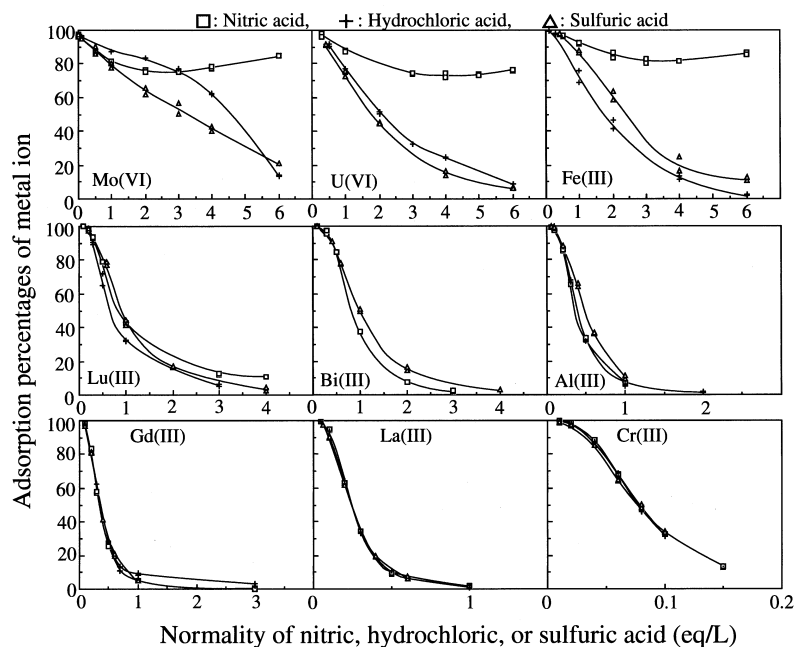 □: Nitric acid, +: Hydrochloric acid, △: Sulfuric acid
Adsorption percentages of metal ion
100
80
60
40
20
0
Mo(VI)
U(VI)
Fe(III)
0 1 2 3 4 5 6
0 1 2 3 4 5 6
0 1 2 3 4 5 6
100
80
60
40
20
0
Lu(III)
Bi(III)
Al(III)
0 1 2 3 4
0 1 2 3 4
0 1 2
Gd(III)
La(III)
Cr(III)
100
80
60
40
20
0
0 1 2 3
0 1
0 0.1 0.2
Normality of nitric, hydrochloric, or sulfuric acid (eq/L)